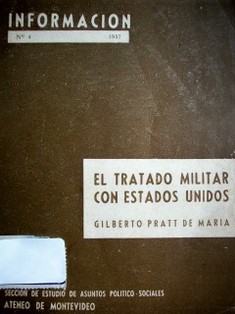 INFORMACION
Nº 4 1957
EL TRATADO MILITAR
CON ESTADOS UNIDOS
GILBERTO PRATT DE MARIA
SECCION DE ESTUDIO DE ASUNTOS POLITICO-SOCIALES
ATENEO DE MONTEVIDEO